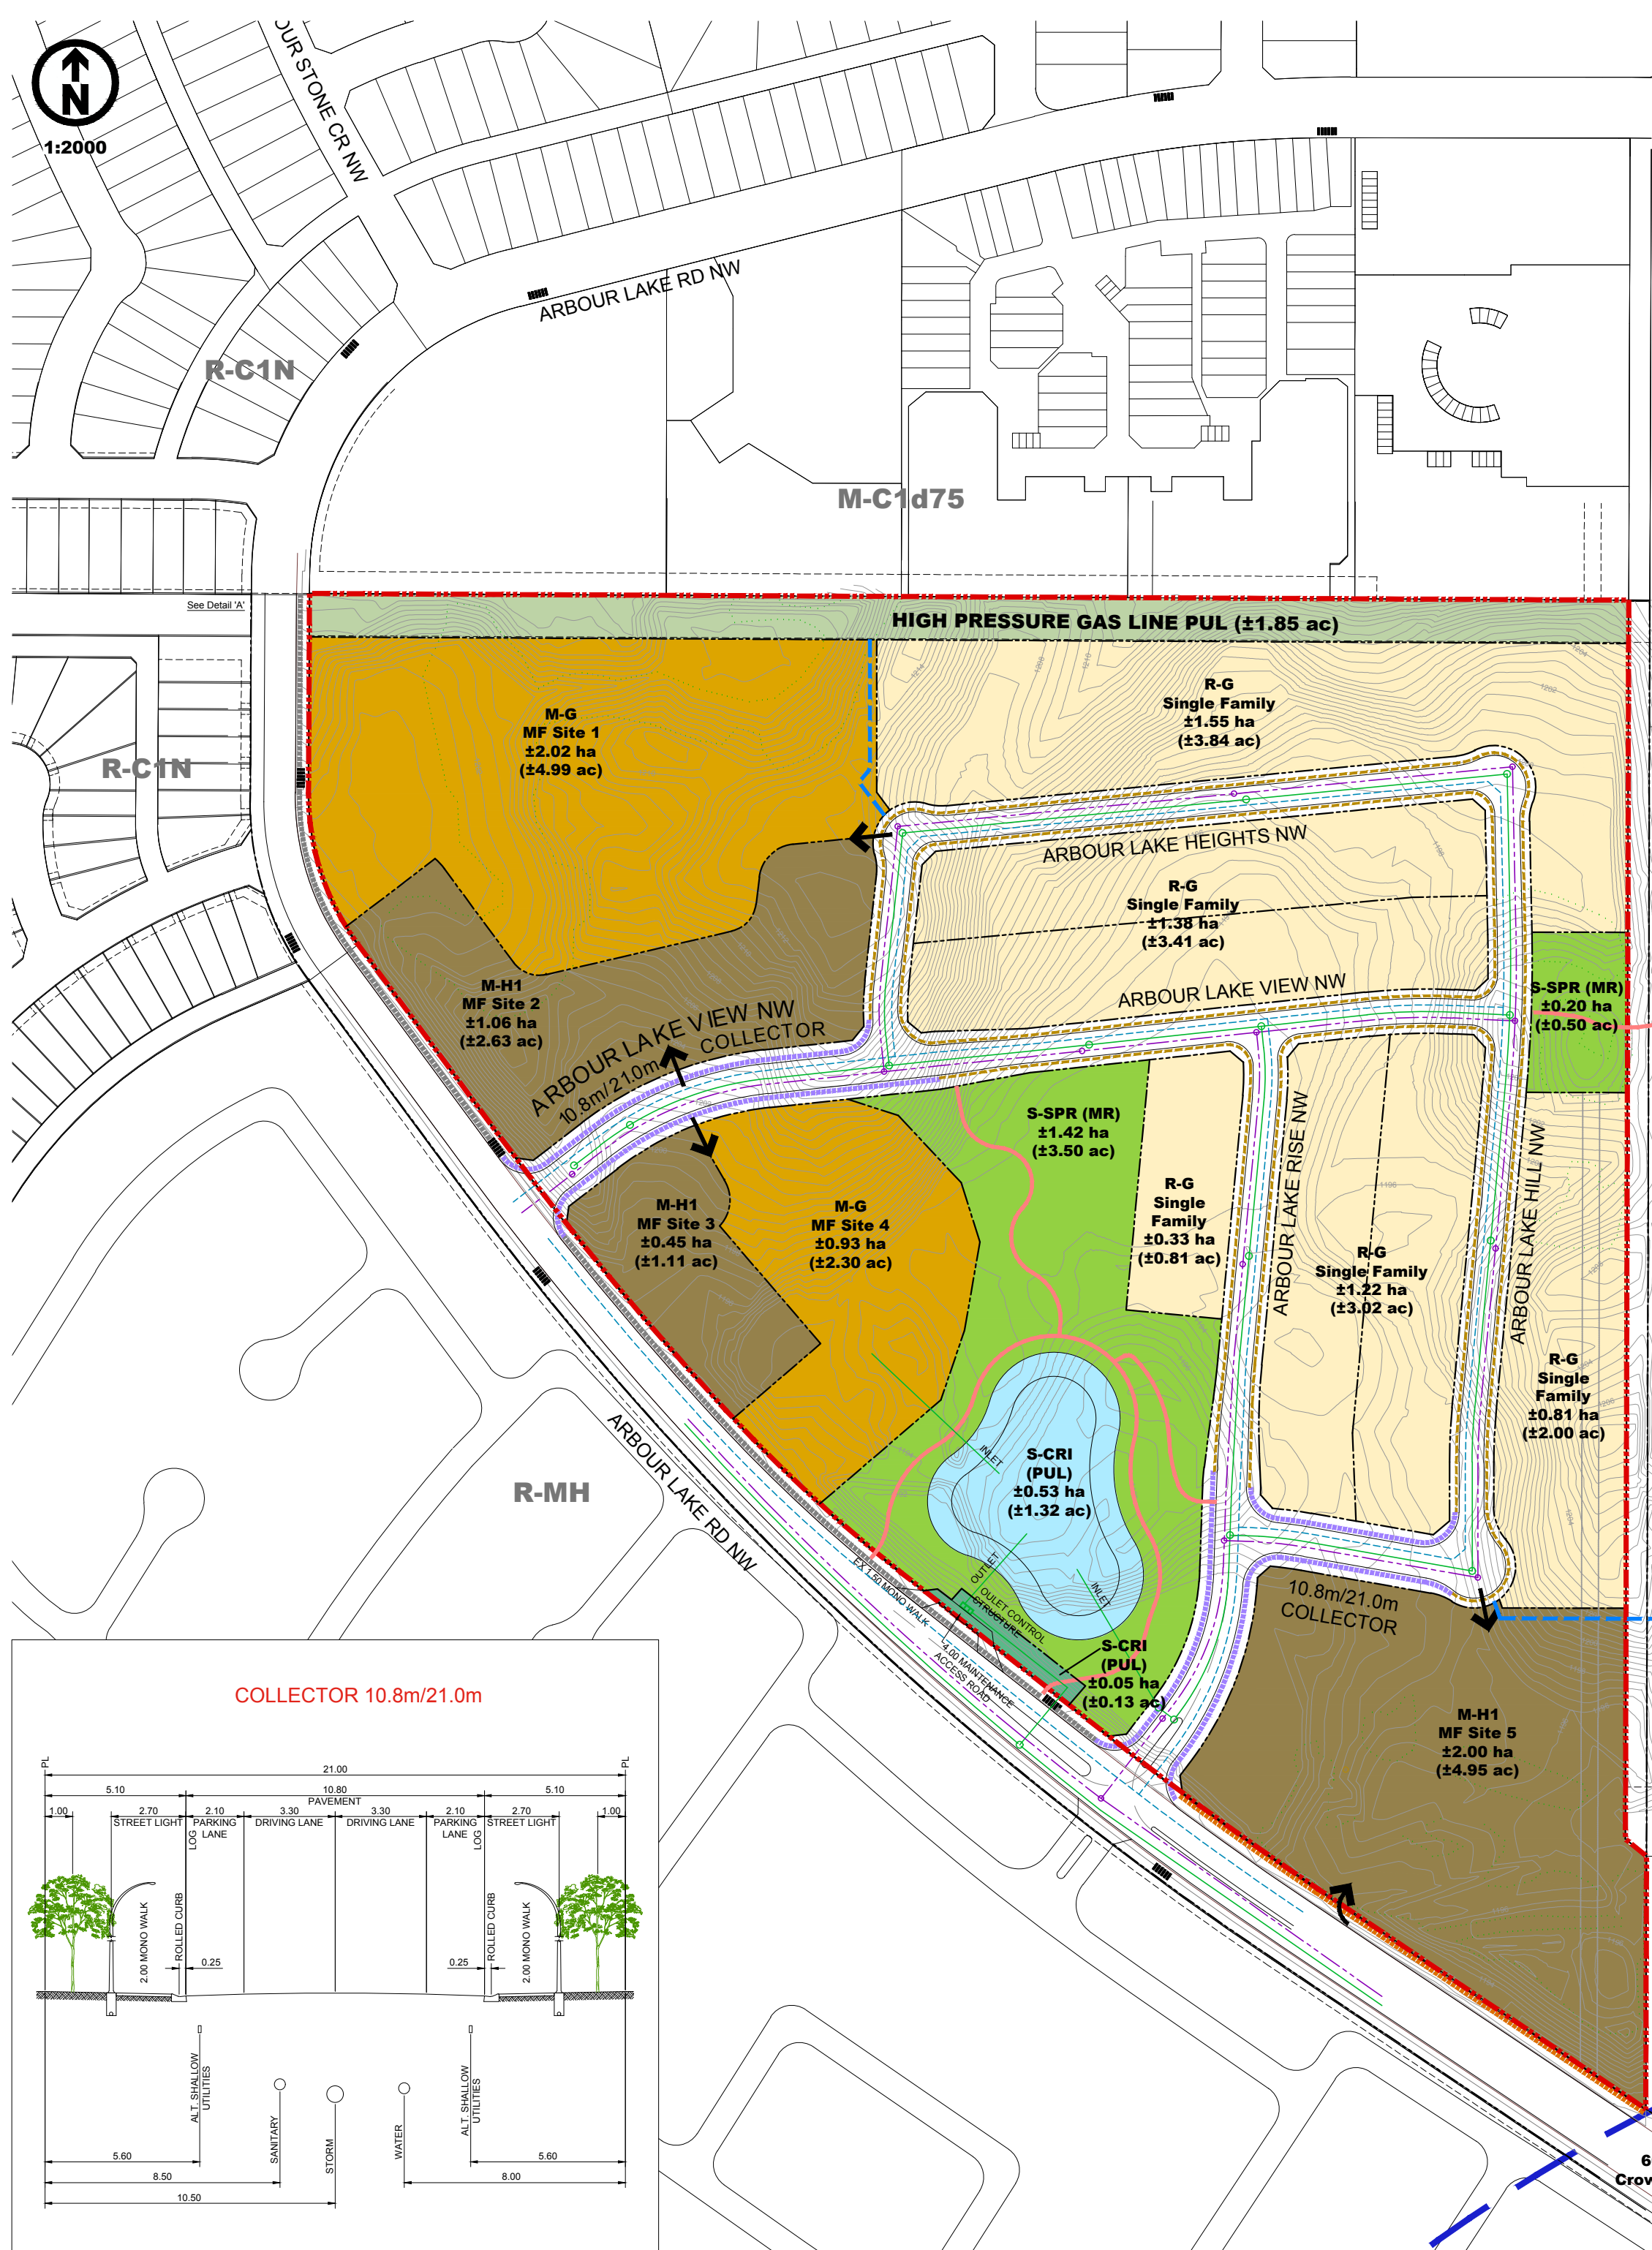 N
1:2000
OUR STONE CR NW
ARBOUR LAKE RD NW
R-C1N
M-C1d75
See Detail 'A'
HIGH PRESSURE GAS LINE PUL (±1.85 ac)
R-C1N
M-G
MF Site 1
±2.02 ha
(±4.99 ac)
R-G
Single Family
±1.55 ha
(±3.84 ac)
ARBOUR LAKE HEIGHTS NW
R-G
Single Family
±1.38 ha
(±3.41 ac)
ARBOUR LAKE VIEW NW
S-SPR (MR)
±0.20 ha
(±0.50 ac)
M-H1
MF Site 2
±1.06 ha
(±2.63 ac)
ARBOUR LAKE VIEW NW
10.8m/21.0m COLLECTOR
S-SPR (MR)
±1.42 ha
(±3.50 ac)
M-H1
MF Site 3
±0.45 ha
(±1.11 ac)
M-G
MF Site 4
±0.93 ha
(±2.30 ac)
R-G
Single
Family
±0.33 ha
(±0.81 ac)
ARBOUR LAKE RISE NW
R-G
Single Family
±1.22 ha
(±3.02 ac)
ARBOUR LAKE HILL NW
R-G
Single
Family
±0.81 ha
(±2.00 ac)
R-MH
ARBOUR LAKE RD NW
INLET
S-CRI
(PUL)
±0.53 ha
(±1.32 ac)
OUTLET
INLET
OULET CONTROL
STRUCTURE
EX 1.50 MONO WALK
4.00 MAINTENANCE
ACCESS ROAD
S-CRI
(PUL)
±0.05 ha
(±0.13 ac)
10.8m/21.0m
COLLECTOR
M-H1
MF Site 5
±2.00 ha
(±4.95 ac)
6
Crow
COLLECTOR 10.8m/21.0m
PL
PL
21.00
5.10
10.80
5.10
PAVEMENT
1.00
2.70
2.10
3.30
3.30
2.10
2.70
1.00
STREET LIGHT
PARKING
LANE
DRIVING LANE
DRIVING LANE
PARKING
LANE
STREET LIGHT
LOG
LOG
2.00 MONO WALK
ROLLED CURB
0.25
0.25
ROLLED CURB
2.00 MONO WALK
ALT. SHALLOW
UTILITIES
SANITARY
STORM
WATER
ALT. SHALLOW
UTILITIES
5.60
5.60
8.50
8.00
10.50